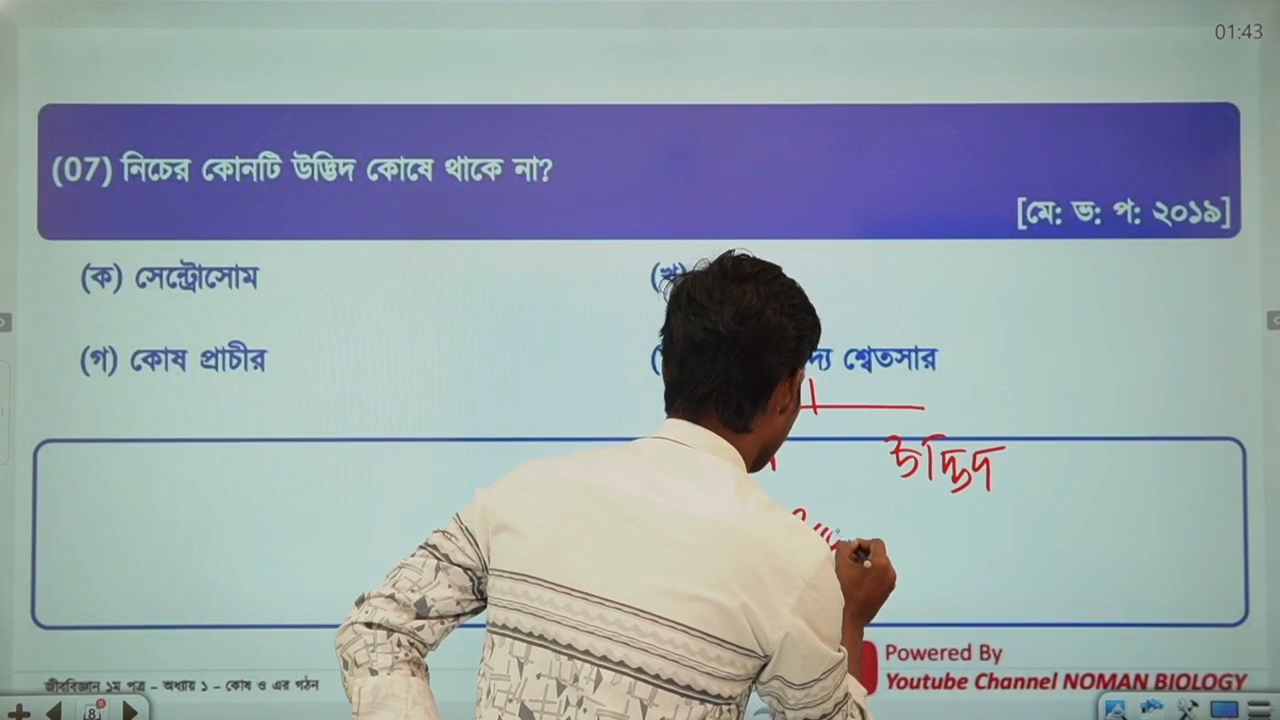 01:43
(07) নিচের কোনটি উদ্ভিদ কোষে থাকে না?
[মে: ভ: প: ২০১৯]
(ক) সেন্ট্রোসোম
(খ)
(গ) কোষ প্রাচীর
শ্বেতসার
উদ্ভিদ
Powered By
Youtube Channel NOMAN BIOLOGY
জীববিজ্ঞান ১ম পত্র - অধ্যায় ১ - কোষ ও এর গঠন
8